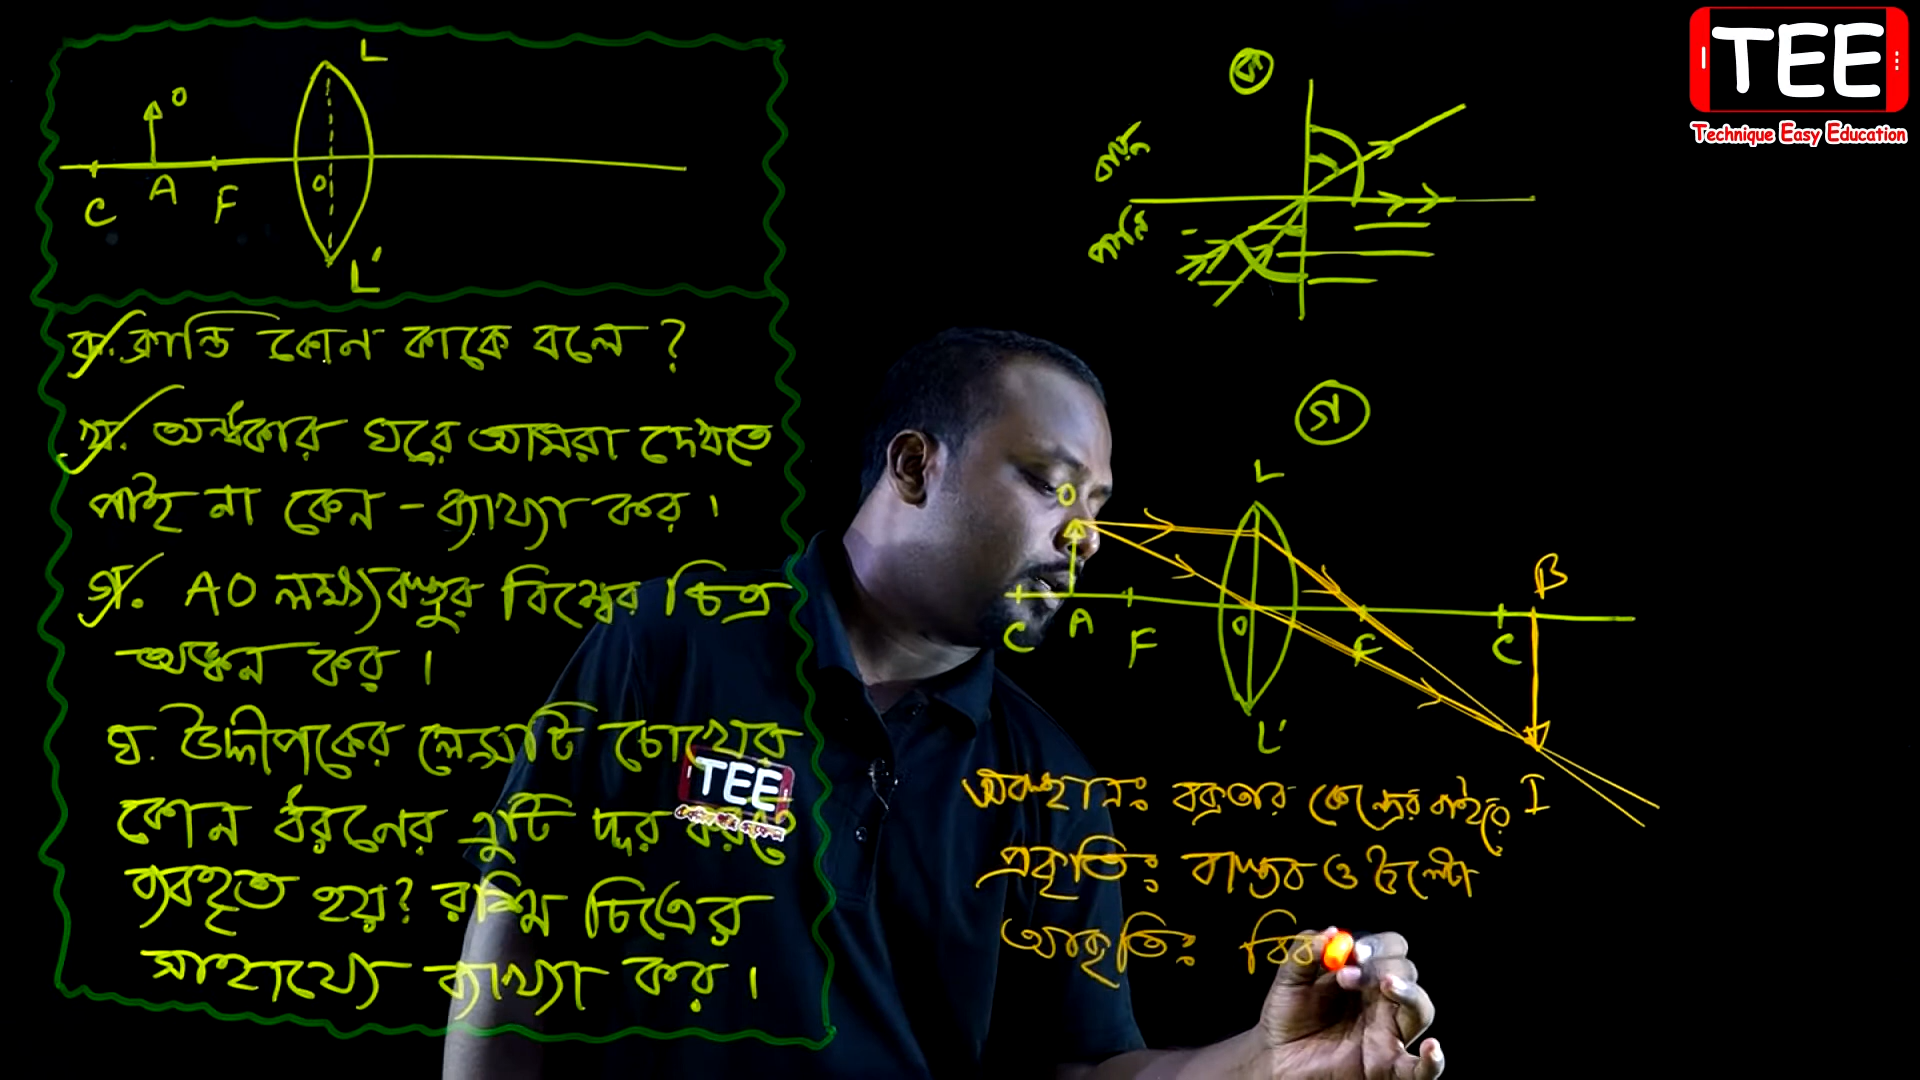 L
O
C A F O
L'
ক. ক্রান্তি কোন কাকে বলে ?
খ. অন্ধকার ঘরে আমরা দেখতে
পাই না কেন - ব্যাখ্যা কর ।
গ. AO লক্ষ্যবস্তুর বিম্বের চিত্র
অঙ্কন কর ।
ঘ. উদ্দীপকের লেন্সটি চোখের
কোন ধরনের ত্রুটি দূর করতে
ব্যবহৃত হয়? রশ্মি চিত্রের
সাহায্যে ব্যাখ্যা কর ।
TEE
ক
বায়ু
পানি
TEE
Technique Easy Education
গ
L
O
B
C A F O F C
L'
I
অবস্থান: বক্রতার কেন্দ্রের বাইরে
প্রকৃতি: বাস্তব ও উল্টো
আকৃতি: বিব